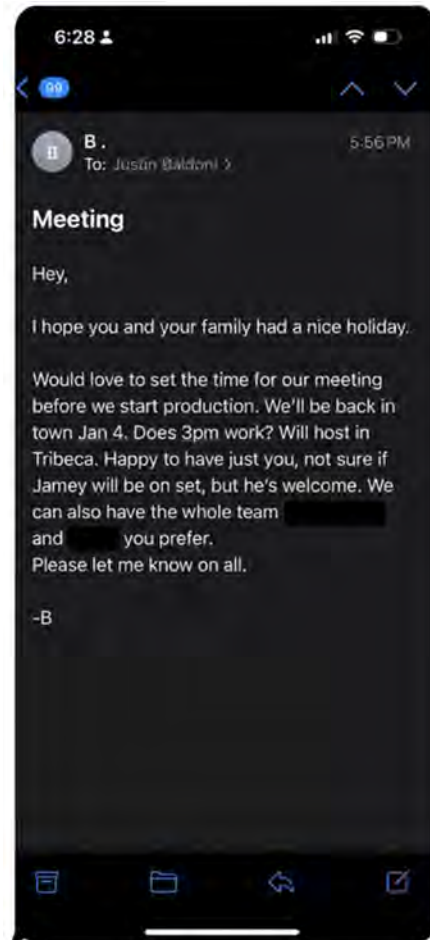 6:28
99
B .
5:56 PM
To: Justin Baldoni >
Meeting
Hey,
I hope you and your family had a nice holiday.
Would love to set the time for our meeting
before we start production. We'll be back in
town Jan 4. Does 3pm work? Will host in
Tribeca. Happy to have just you, not sure if
Jamey will be on set, but he's welcome. We
can also have the whole team
and you prefer.
Please let me know on all.
-B